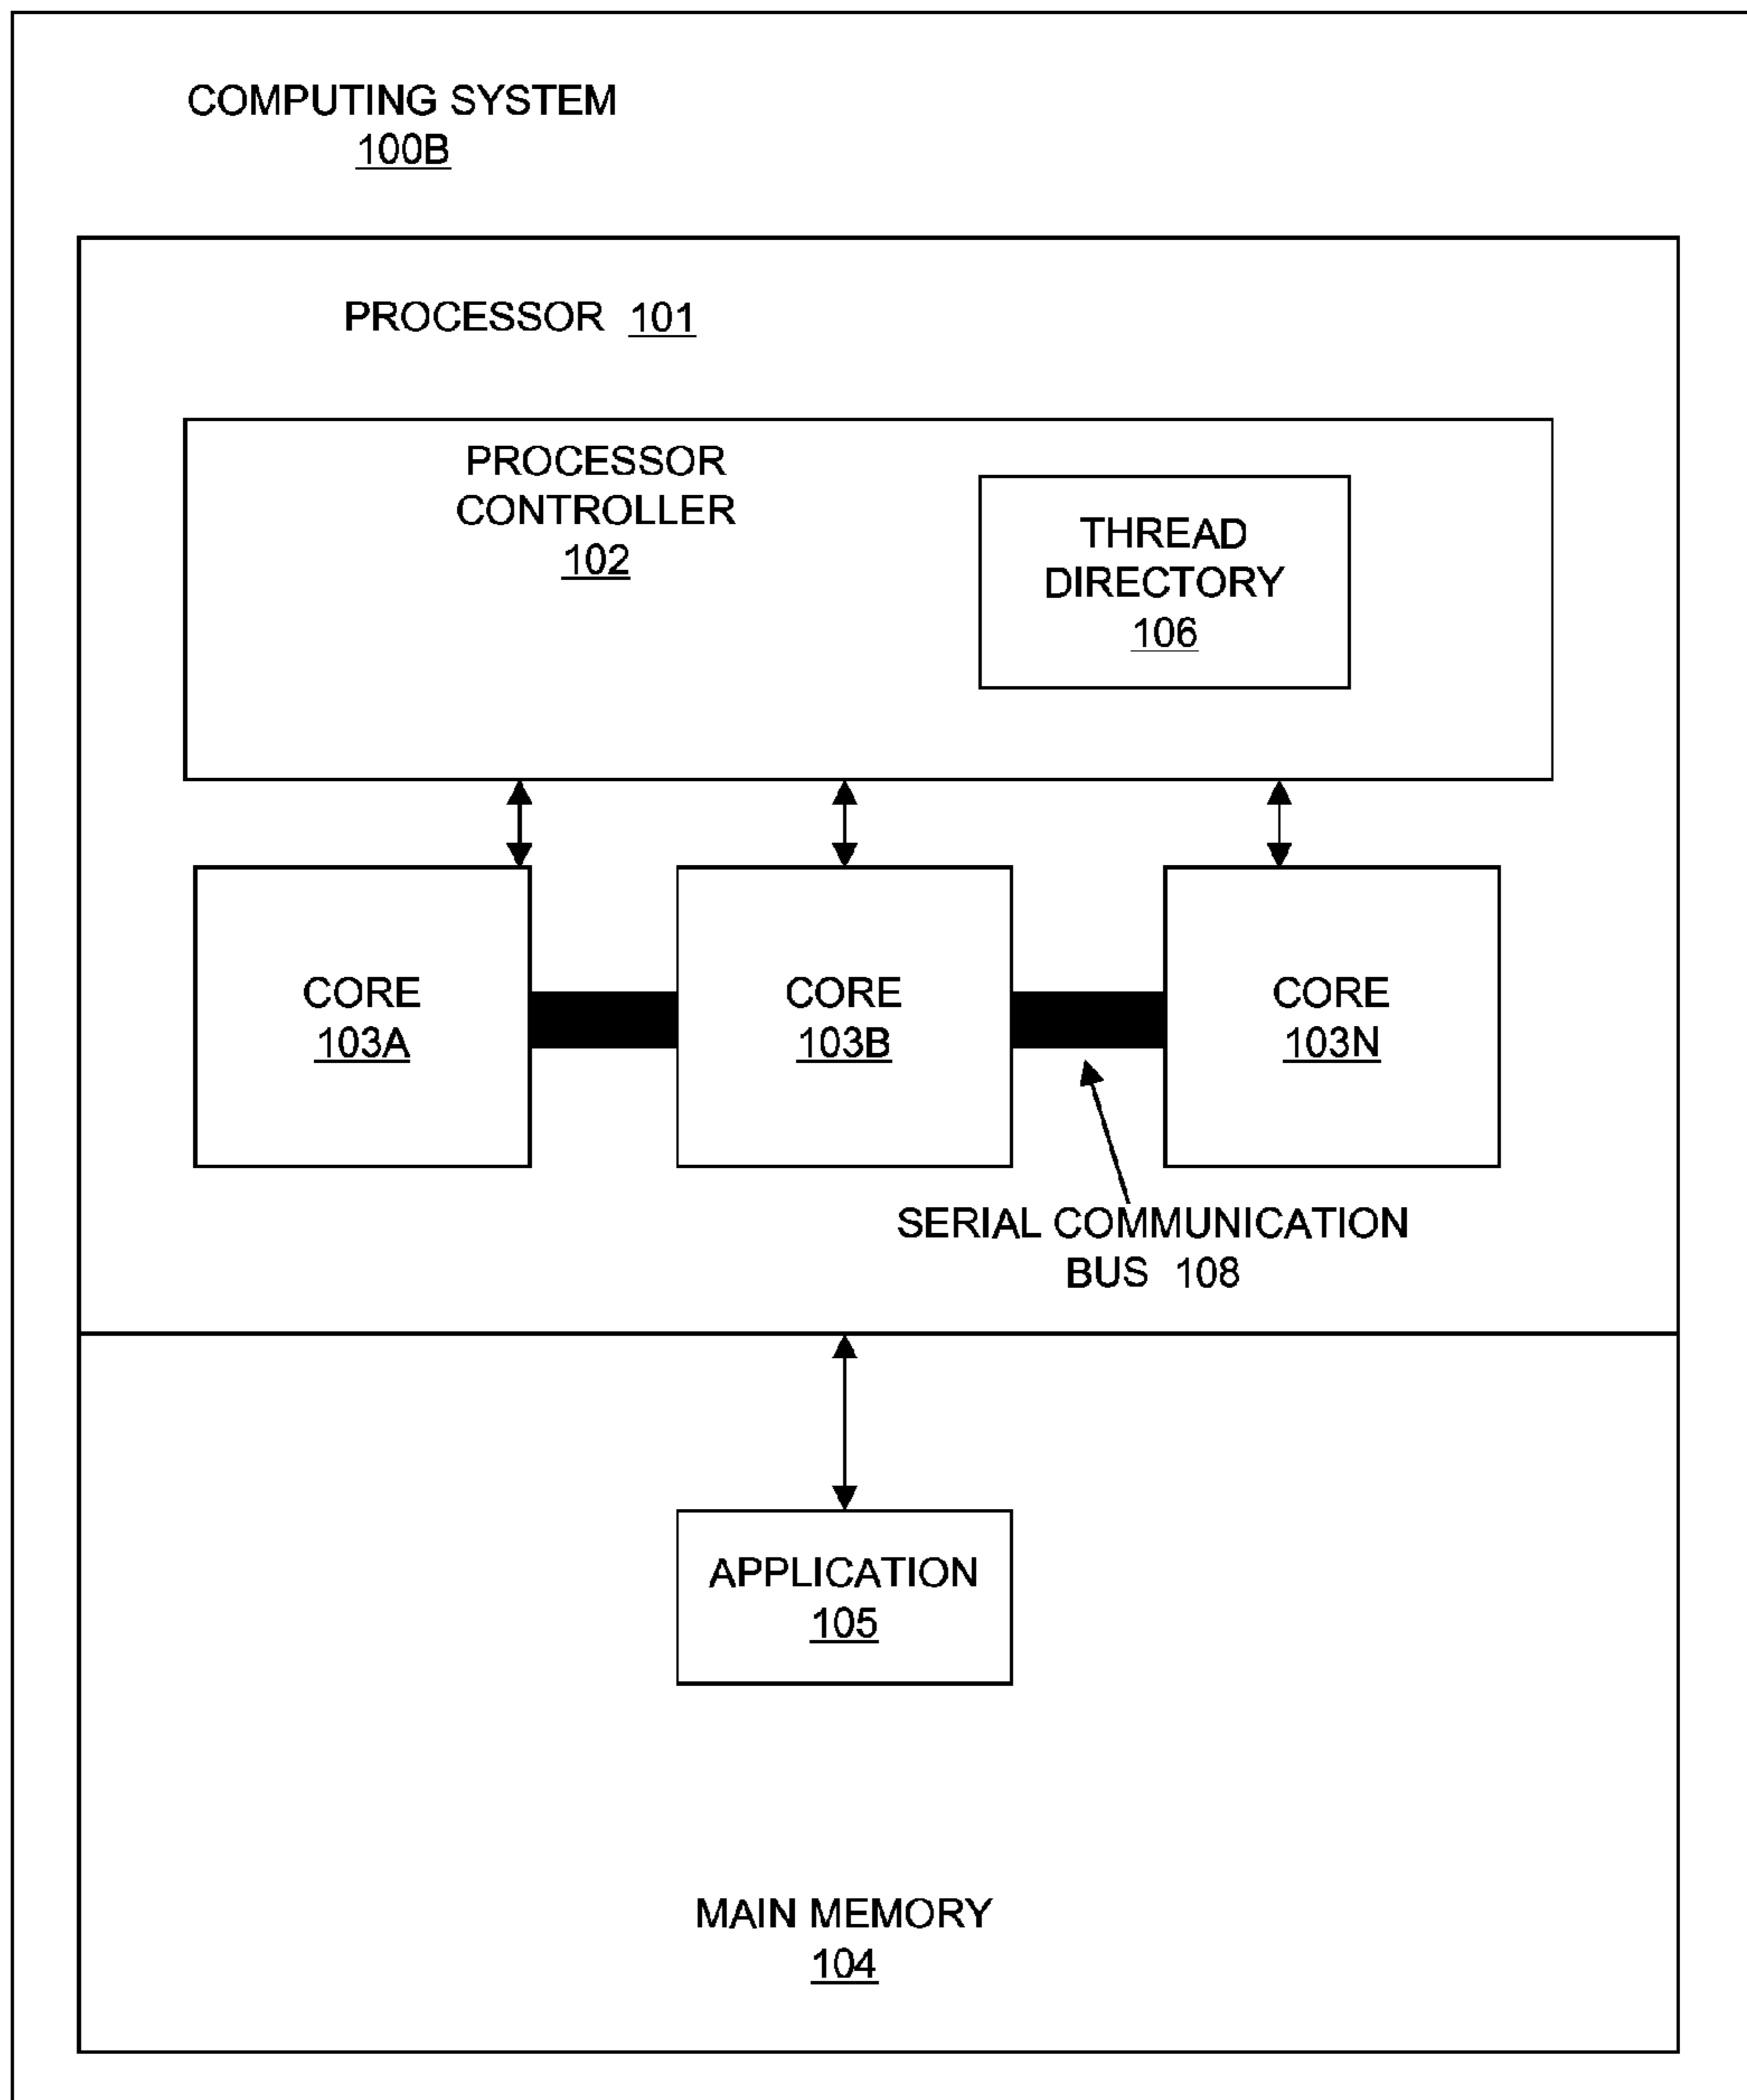 COMPUTING SYSTEM
100B
PROCESSOR 101
PROCESSOR
CONTROLLER
102
THREAD
DIRECTORY
106
CORE
103A
CORE
103B
CORE
103N
SERIAL COMMUNICATION
BUS 108
APPLICATION
105
MAIN MEMORY
104